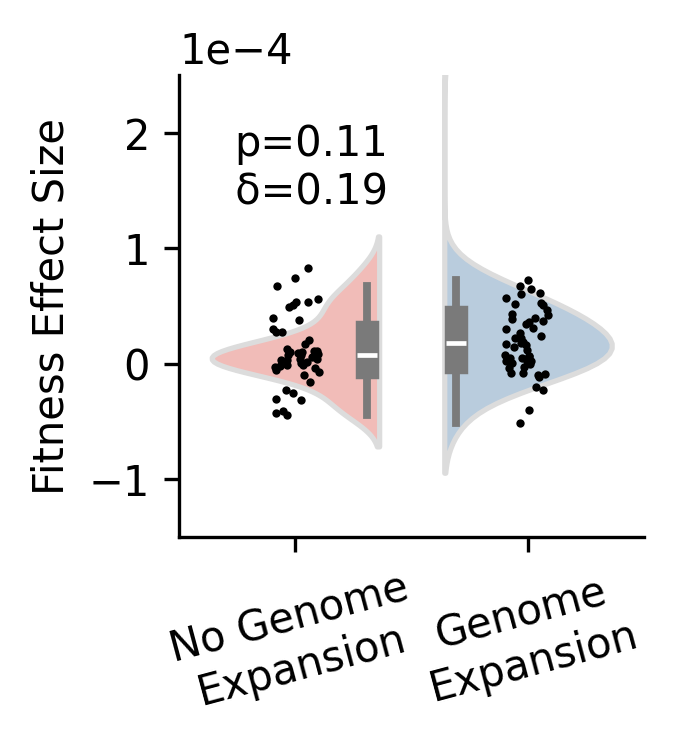 1e−4
Fitness Effect Size
2
1
0
−1
p=0.11
δ=0.19
No Genome
Expansion
Genome
Expansion